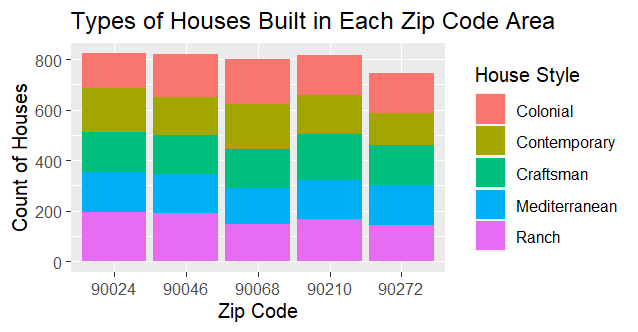 Types of Houses Built in Each Zip Code Area
Count of Houses
800
600
400
200
0
90024 90046 90068 90210 90272
Zip Code
House Style
Colonial
Contemporary
Craftsman
Mediterranean
Ranch